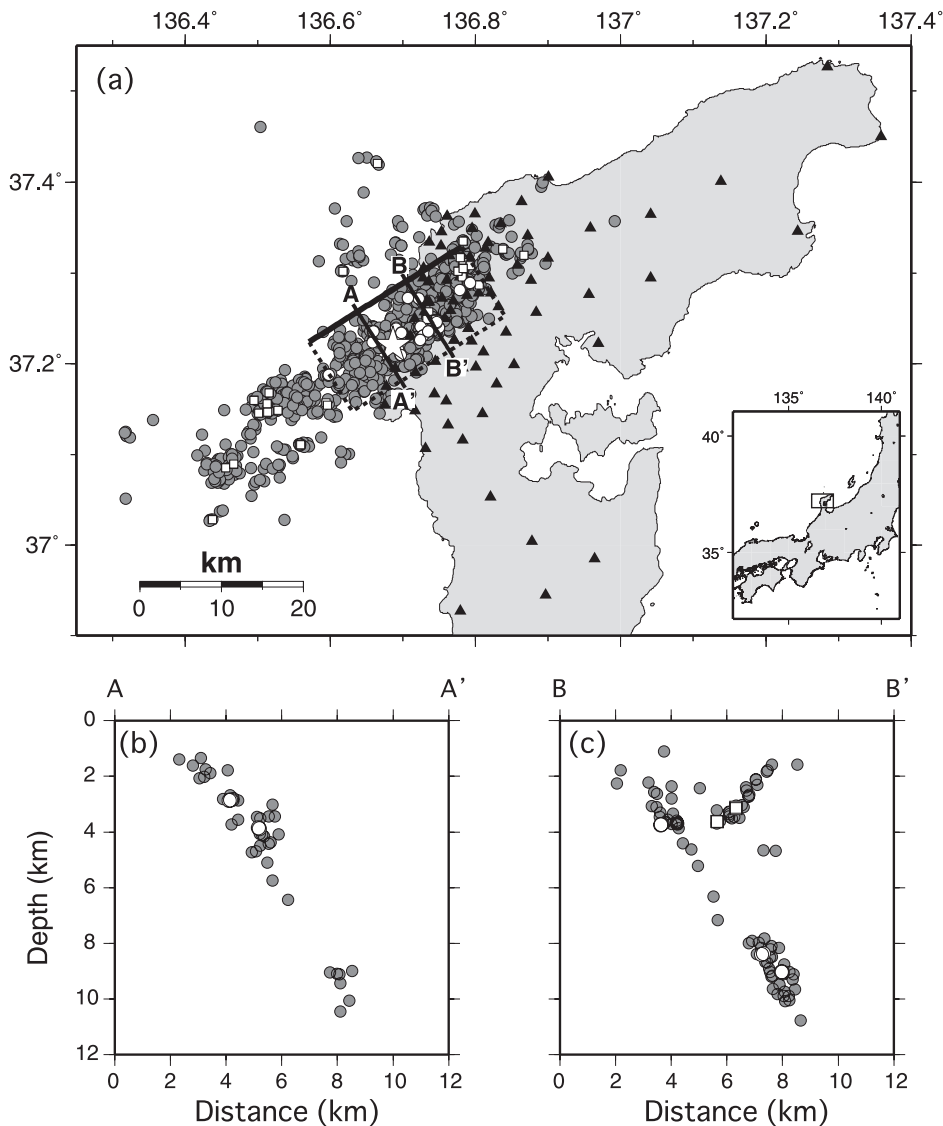 136.4˚ 136.6˚ 136.8˚ 137˚ 137.2˚ 137.4˚
(a)
37.4˚
37.2˚
37˚
A
B
A'
B'
km
0 10 20
135˚ 140˚
40˚
35˚
A A'
B B'
(b)
(c)
0
2
4
6
8
10
12
Depth (km)
0 2 4 6 8 10 12
0 2 4 6 8 10 12
Distance (km)
Distance (km)